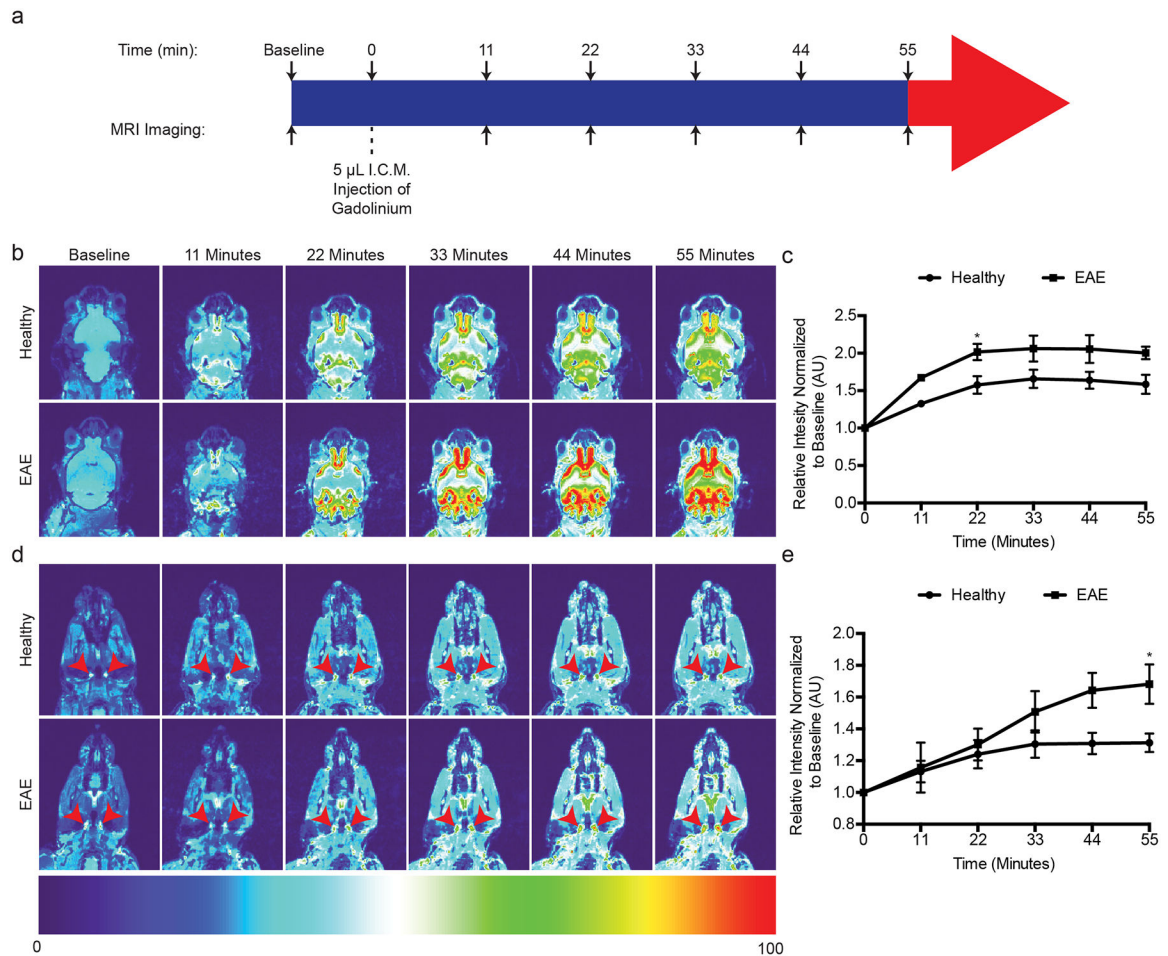 a
Time (min): Baseline 0 11 22 33 44 55
MRI Imaging:
5 µL I.C.M.
Injection of
Gadolinium
b
Baseline 11 Minutes 22 Minutes 33 Minutes 44 Minutes 55 Minutes
Healthy
EAE
c
Healthy EAE
Relative Intesity Normalized
to Baseline (AU)
2.5
2.0
1.5
1.0
0.5
0.0
*
0 11 22 33 44 55
Time (Minutes)
d
Healthy
EAE
0 100
e
Healthy EAE
Relative Intensity Normalized
to Baseline (AU)
2.0
1.8
1.6
1.4
1.2
1.0
0.8
*
0 11 22 33 44 55
Time (Minutes)